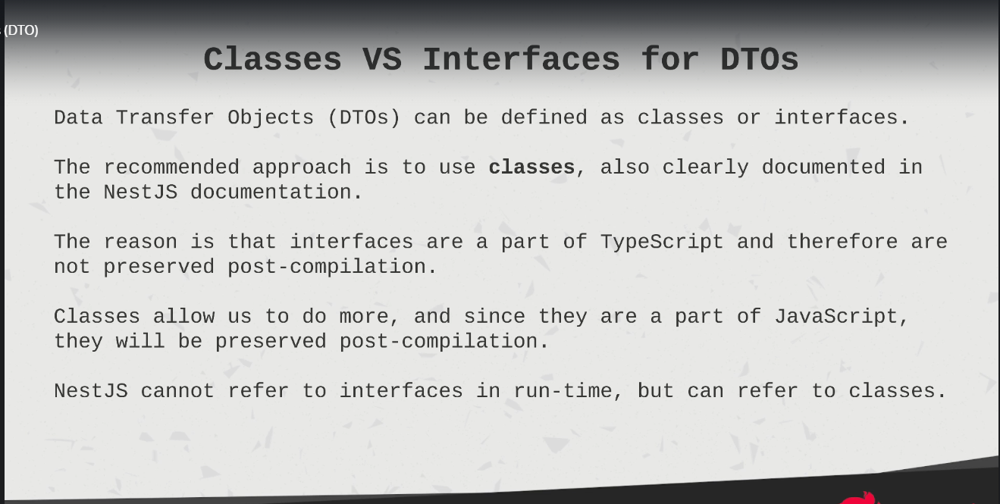 (DTO)
Classes VS Interfaces for DTOs
Data Transfer Objects (DTOs) can be defined as classes or interfaces.
The recommended approach is to use classes, also clearly documented in
the NestJS documentation.
The reason is that interfaces are a part of TypeScript and therefore are
not preserved post-compilation.
Classes allow us to do more, and since they are a part of JavaScript,
they will be preserved post-compilation.
NestJS cannot refer to interfaces in run-time, but can refer to classes.